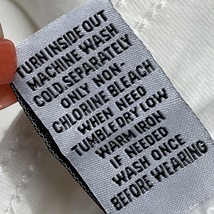 TURN INSIDE OUT
MACHINE WASH
COLD.SEPARATELY
ONLY NON-
CHLORINE BLEACH
WHEN NEED
TUMBLE DRY LOW
WARM IRON
IF NEEDED
WASH ONCE
BEFORE WEARING